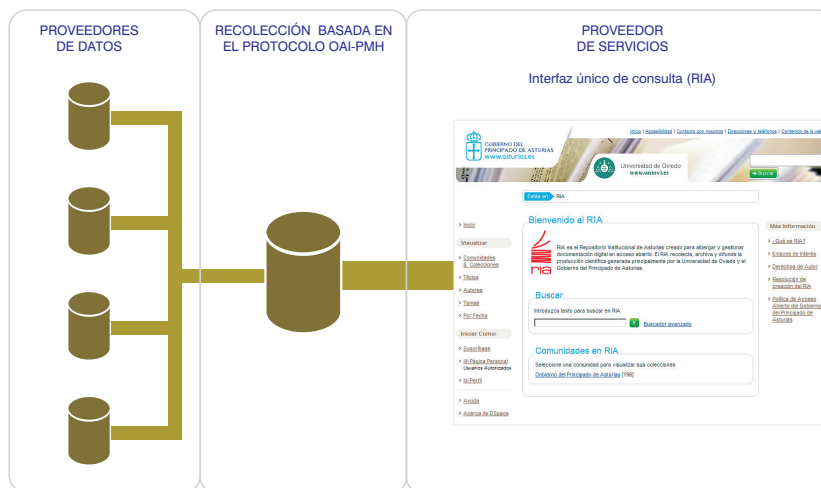 PROVEEDORES
DE DATOS
RECOLECCIÓN BASADA EN
EL PROTOCOLO OAI-PMH
PROVEEDOR
DE SERVICIOS
Interfaz único de consulta (RIA)
Inicio | Accesibilidad | Contacto con nosotros | Direcciones y teléfonos | Contenido de la we
GOBIERNO DEL
PRINCIPADO DE ASTURIAS
www.asturias.es
Universidad de Oviedo
www.uniovi.es
Buscar
Estás en RIA
Inicio
Visualizar
Comunidades
& Colecciones
Títulos
Autores
Temas
Por Fecha
Iniciar Como:
Suscríbase
Mi Página Personal
Usuarios Autorizados
Mi Perfil
Ayuda
Acerca de DSpace
Bienvenido al RIA
ria
RIA es el Repositorio Institucional de Asturias creado para albergar y gestionar
documentación digital en acceso abierto. El RIA recolecta, archiva y difunde la
producción científica generada principalmente por la Universidad de Oviedo y el
Gobierno del Principado de Asturias.
Buscar
Introduzca texto para buscar en RIA
Buscador avanzado
Comunidades en RIA
Seleccione una comunidad para visualizar sus colecciones
Gobierno del Principado de Asturias [196]
Más Información
¿Qué es RIA?
Enlaces de Interés
Derechos de Autor
Resolución de
creación del RIA
Política de Acceso
Abierto del Gobierno
del Principado de
Asturias